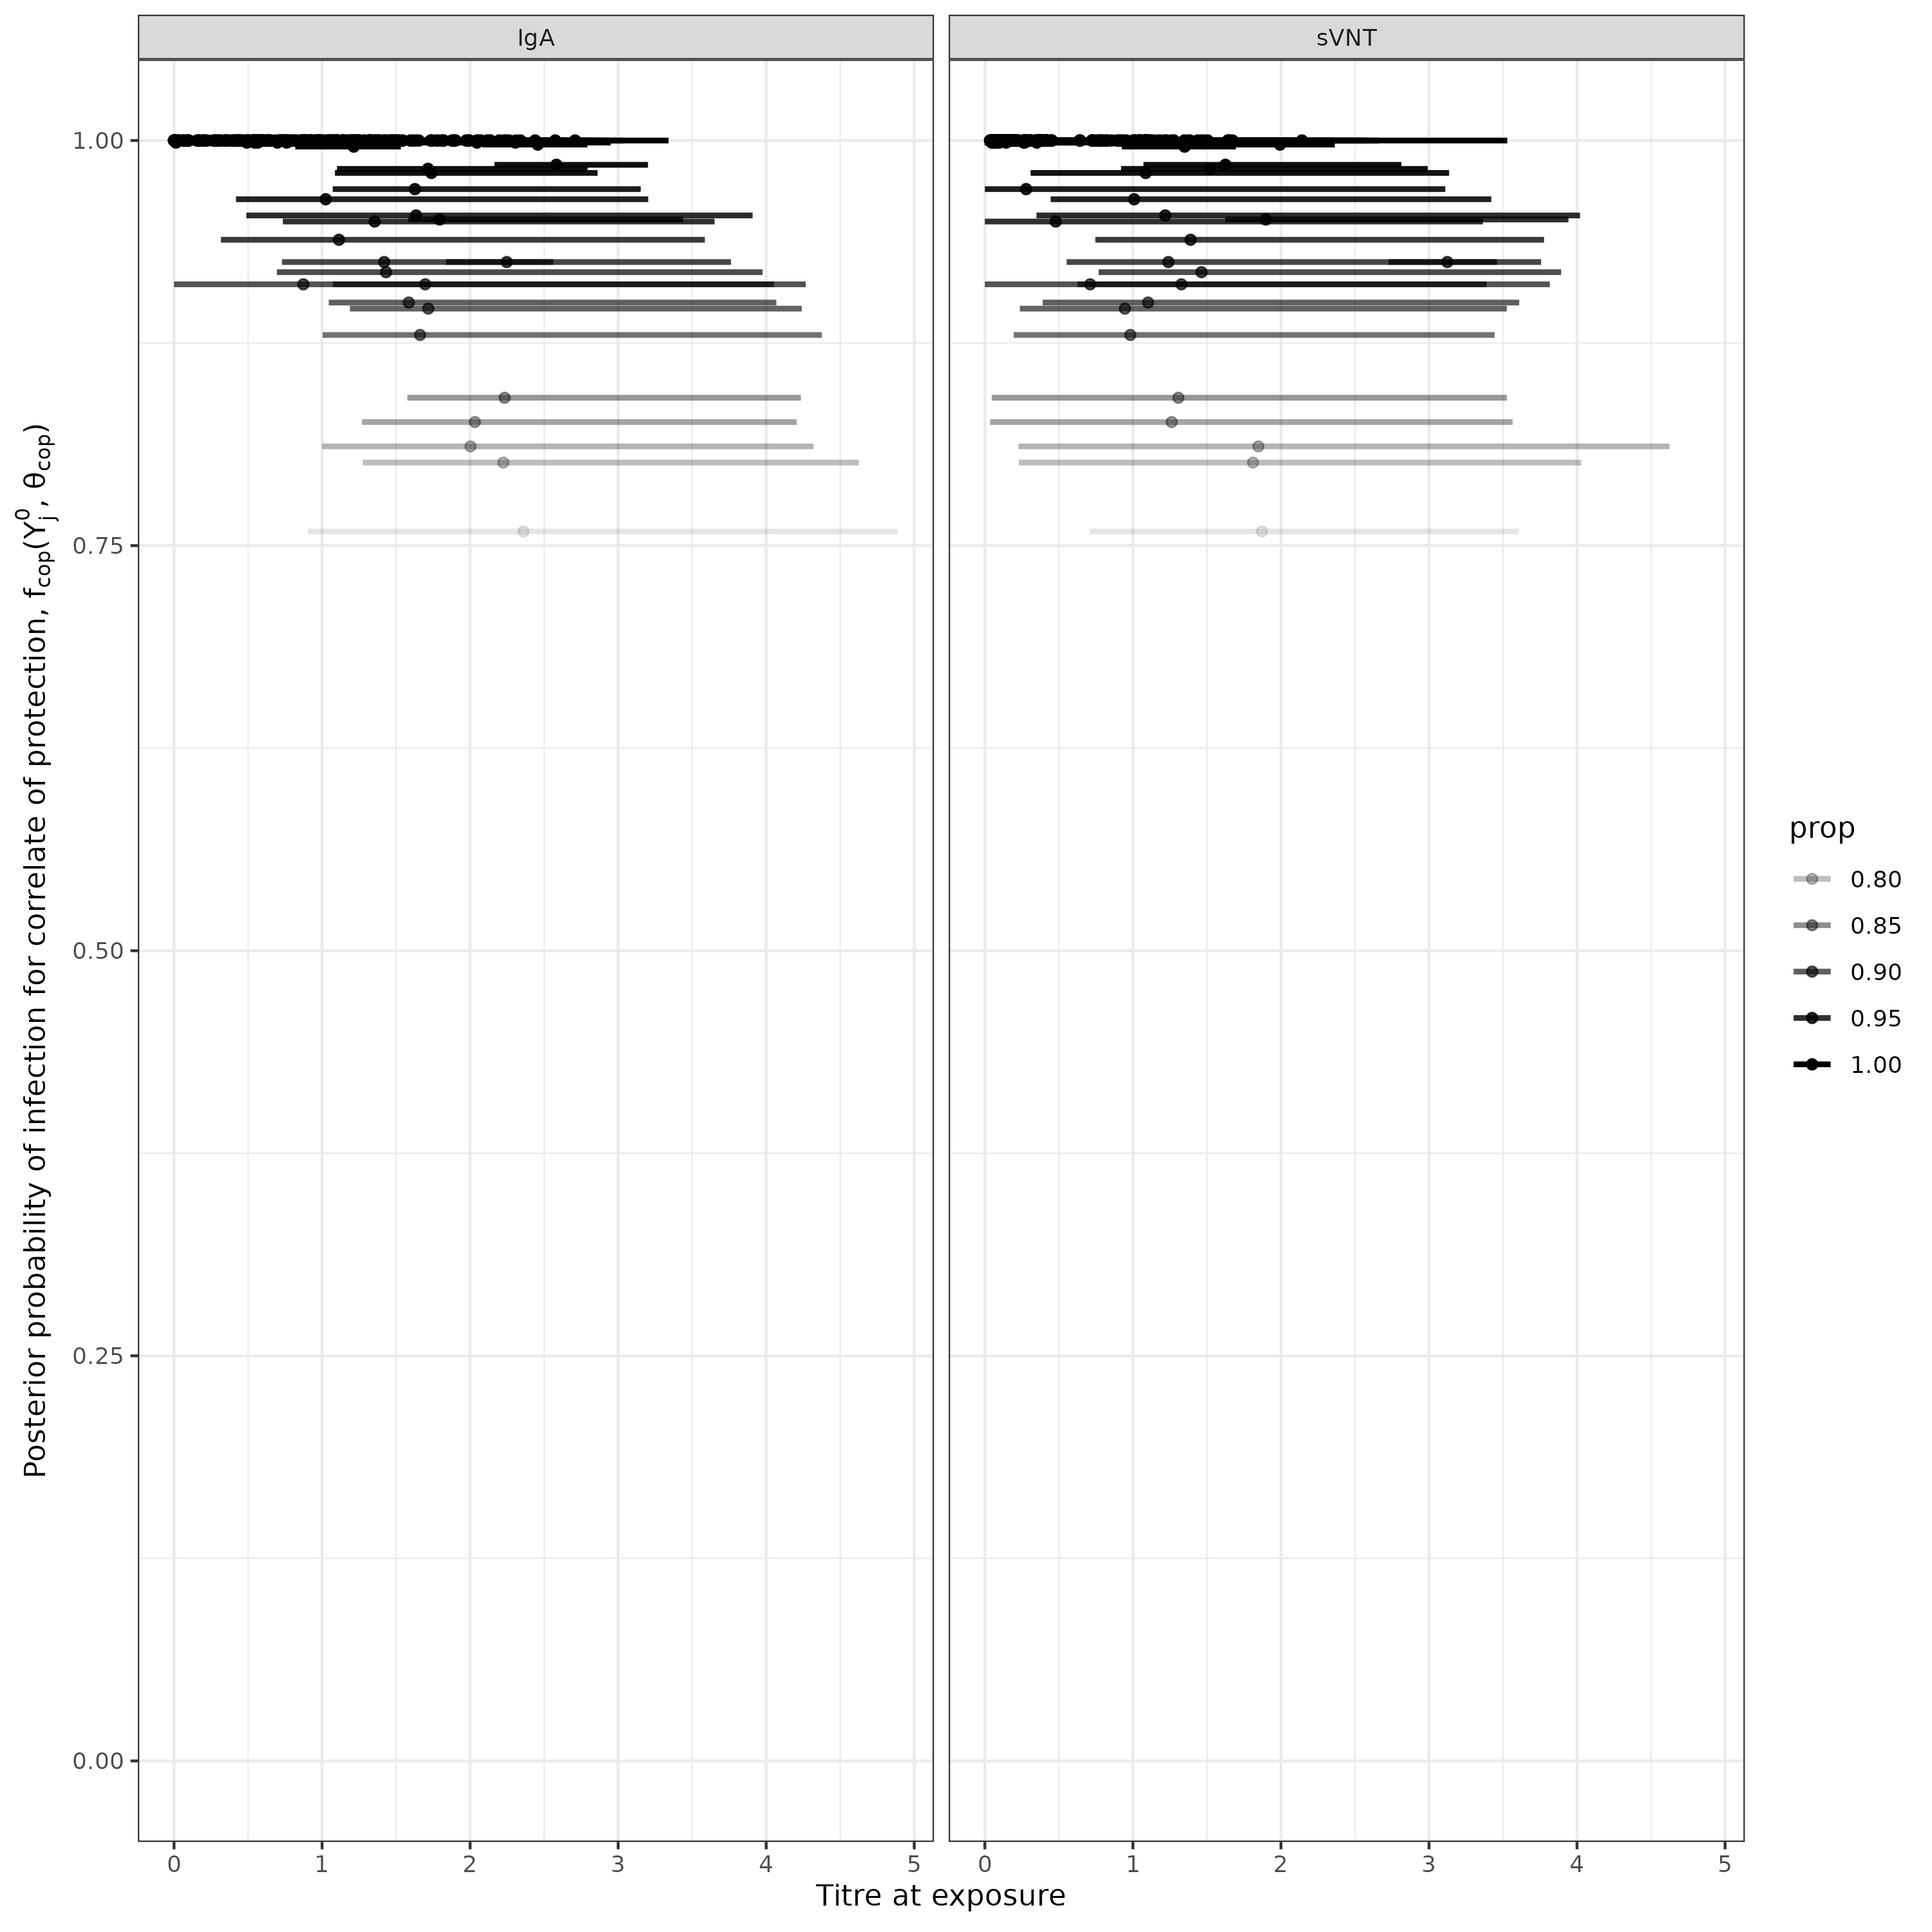 IgA
sVNT
Posterior probability of infection for correlate of protection, f_cop(Y_j^0, θ_cop)
1.00
0.75
0.50
0.25
0.00
0 1 2 3 4 5
0 1 2 3 4 5
Titre at exposure
prop
0.80
0.85
0.90
0.95
1.00